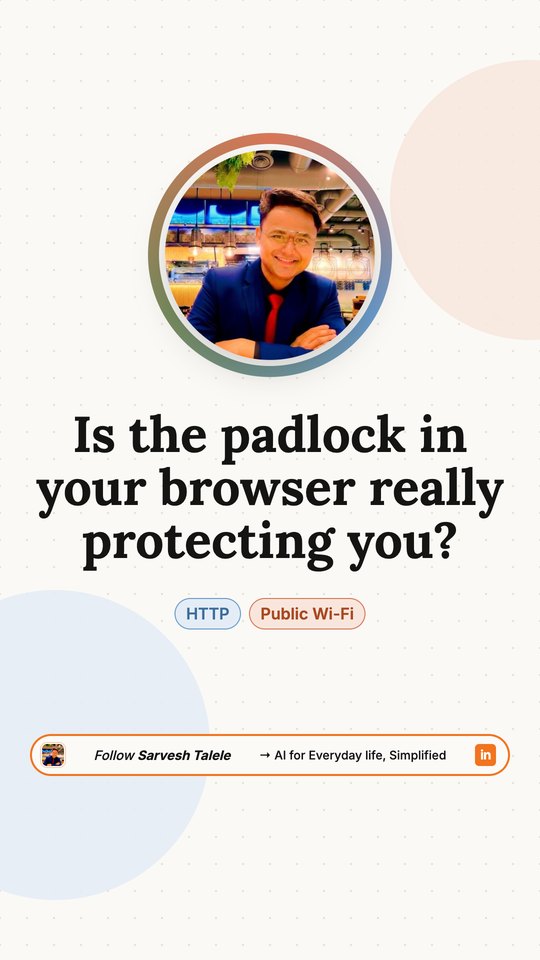 Is the padlock in
your browser really
protecting you?
HTTP Public Wi-Fi
Follow Sarvesh Talele → AI for Everyday life, Simplified in